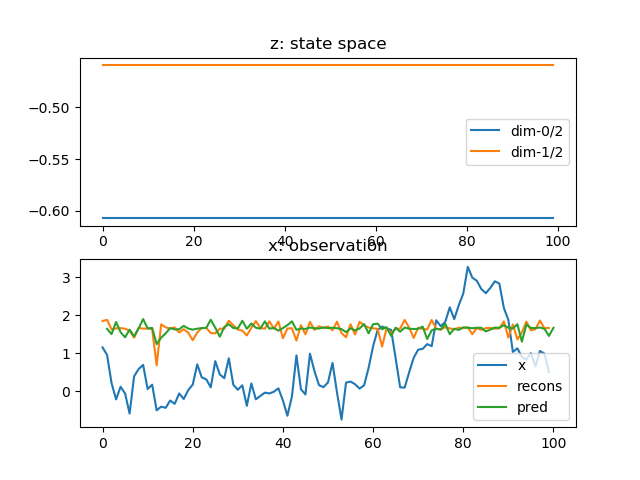 z: state space
−0.50
−0.55
−0.60
dim-0/2
dim-1/2
0 20 40 60 80 100
x: observation
3
2
1
0
x
recons
pred
0 20 40 60 80 100